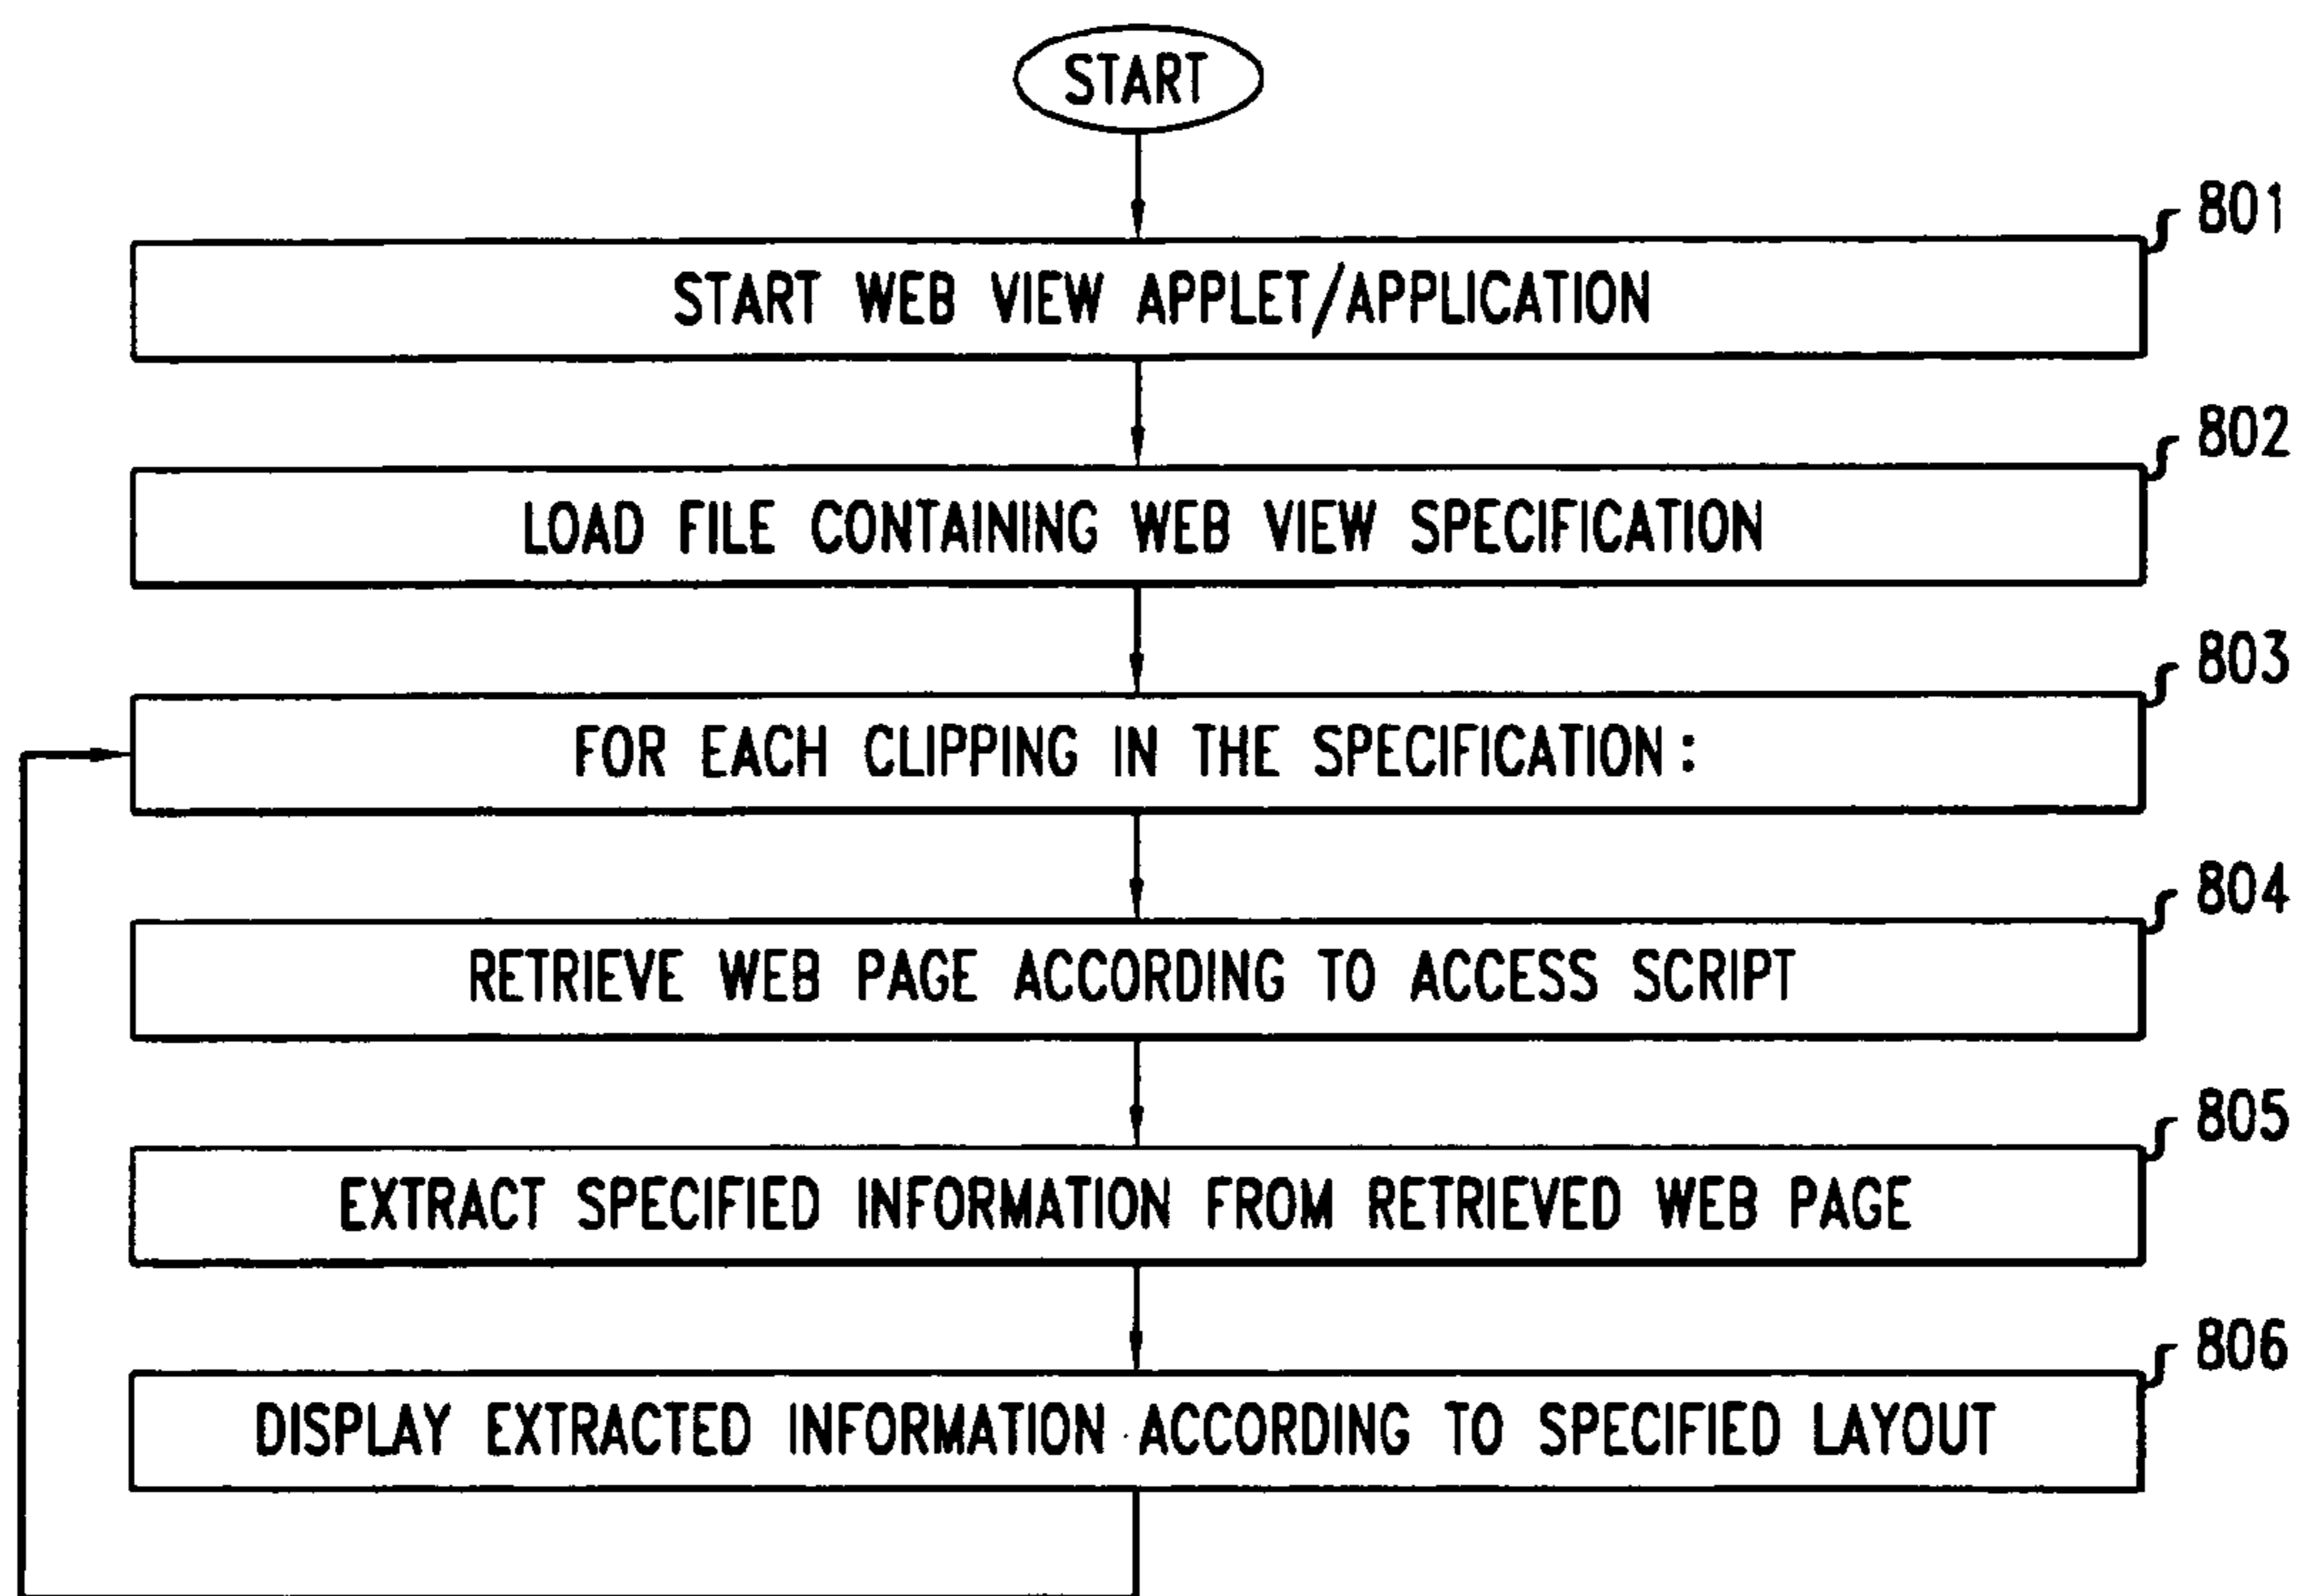 START
801
START WEB VIEW APPLET/APPLICATION
802
LOAD FILE CONTAINING WEB VIEW SPECIFICATION
803
FOR EACH CLIPPING IN THE SPECIFICATION:
804
RETRIEVE WEB PAGE ACCORDING TO ACCESS SCRIPT
805
EXTRACT SPECIFIED INFORMATION FROM RETRIEVED WEB PAGE
806
DISPLAY EXTRACTED INFORMATION ACCORDING TO SPECIFIED LAYOUT